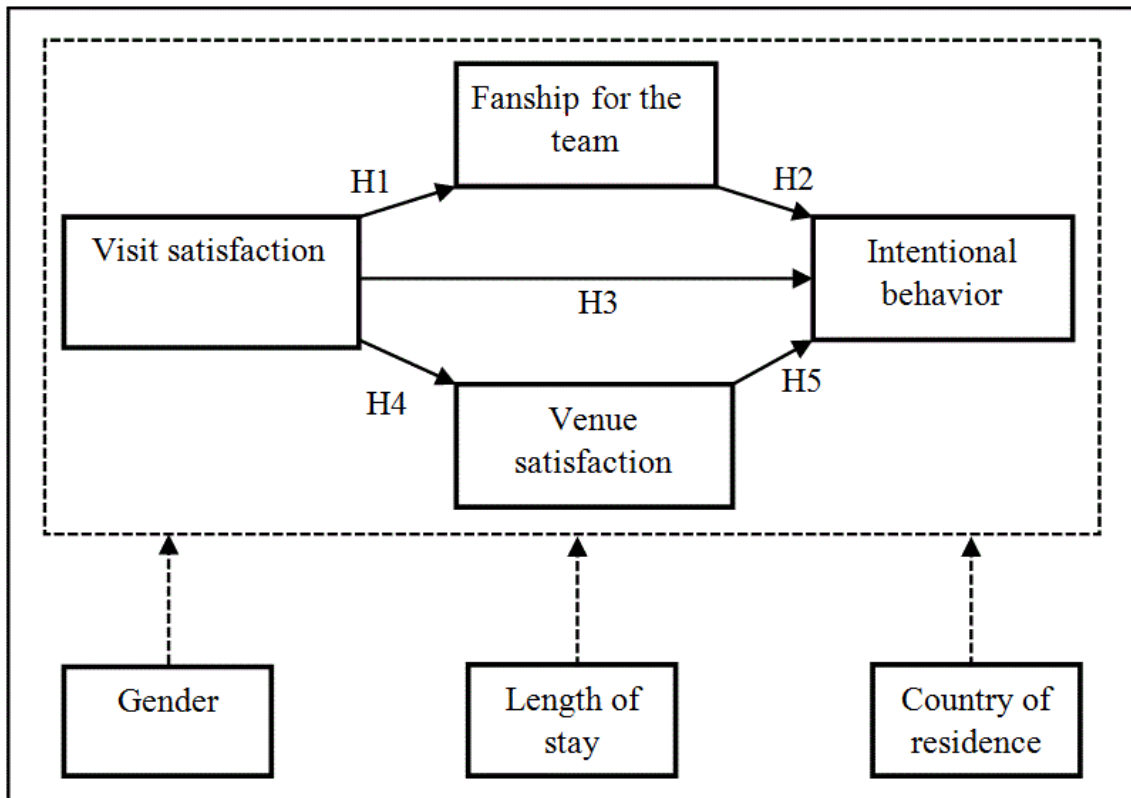 Fanship for the
team
H1
H2
Visit satisfaction
Intentional
behavior
H3
H4
H5
Venue
satisfaction
Gender
Length of
stay
Country of
residence